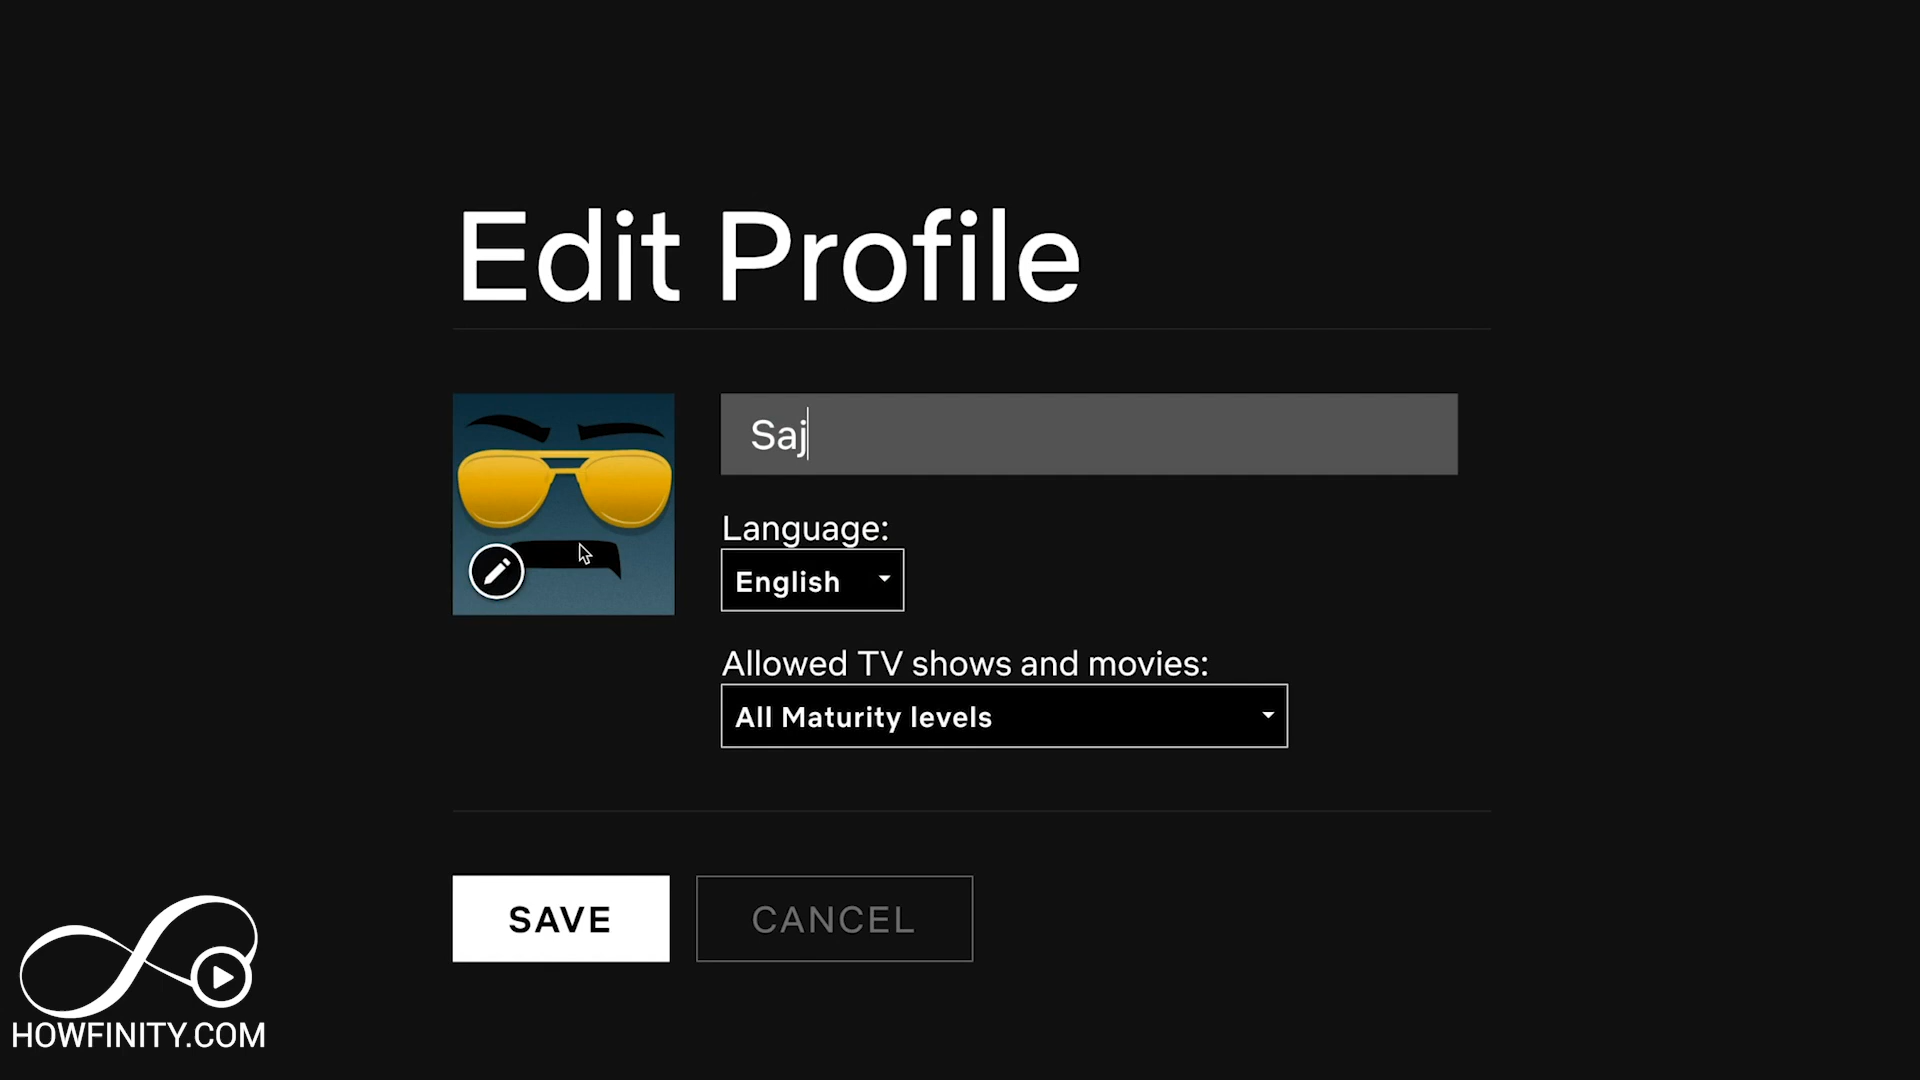 Edit Profile
Saj
Language:
English
Allowed TV shows and movies:
All Maturity levels
SAVE
CANCEL
HOWFINITY.COM